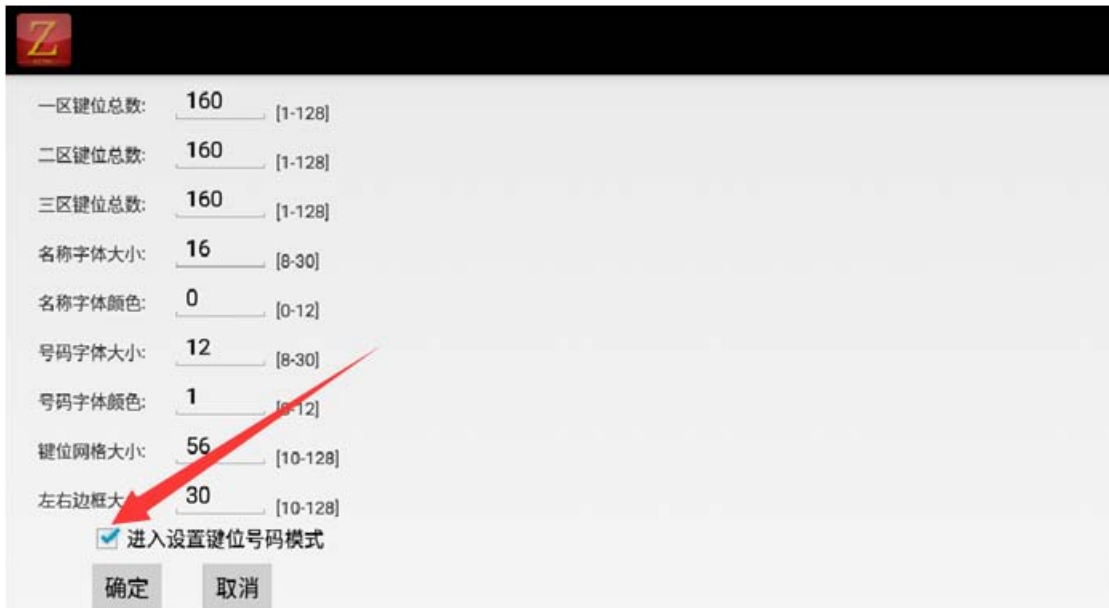 Z
一区键位总数: 160 [1-128]
二区键位总数: 160 [1-128]
三区键位总数: 160 [1-128]
名称字体大小: 16 [8-30]
名称字体颜色: 0 [0-12]
号码字体大小: 12 [8-30]
号码字体颜色: 1 [0-12]
键位网格大小: 56 [10-128]
左右边框大 30 [10-128]
进入设置键位号码模式
确定 取消